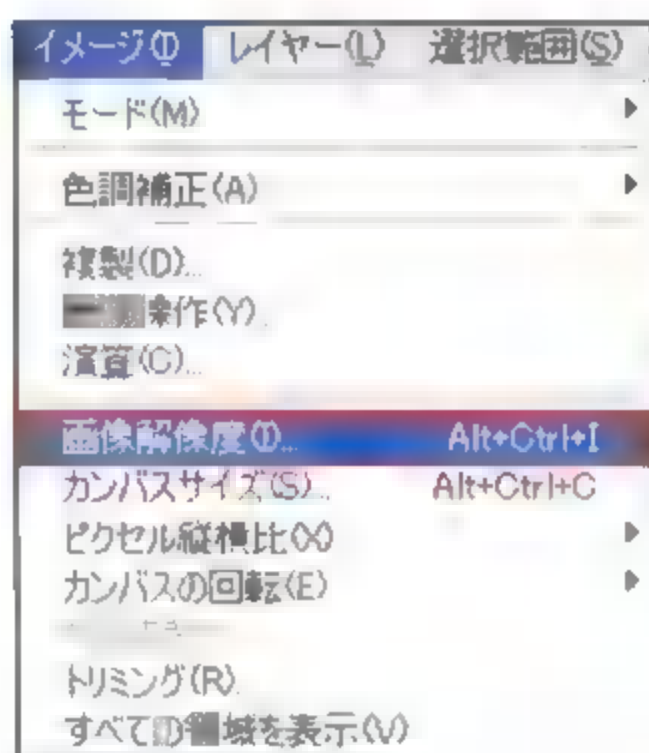 イメージ(I) レイヤー(L) 選択範囲(S)
モード(M)
色調補正(A)
複製(D)...
操作(Y)
演算(C)...
画像解像度(I)... Alt+Ctrl+I
カンバスサイズ(S)... Alt+Ctrl+C
ピクセル縦横比(X)
カンバスの回転(E)
トリミング(R)
すべての領域を表示(V)